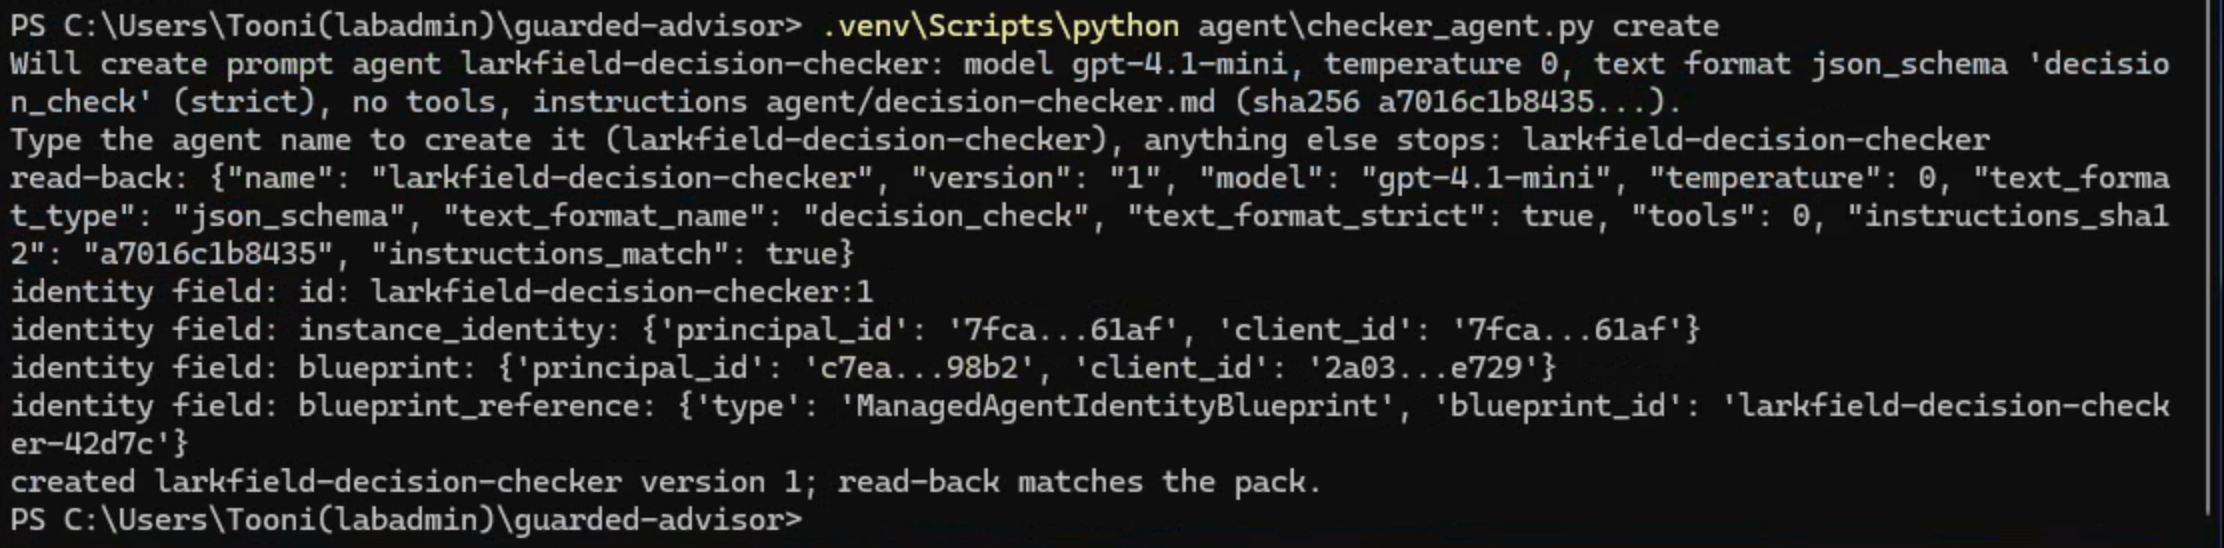 PS C:\Users\Tooni(labadmin)\guarded-advisor> .venv\Scripts\python agent\checker_agent.py create
Will create prompt agent larkfield-decision-checker: model gpt-4.1-mini, temperature 0, text format json_schema 'decisio
n_check' (strict), no tools, instructions agent/decision-checker.md (sha256 a7016c1b8435...).
Type the agent name to create it (larkfield-decision-checker), anything else stops: larkfield-decision-checker
read-back: {"name": "larkfield-decision-checker", "version": "1", "model": "gpt-4.1-mini", "temperature": 0, "text_forma
t_type": "json_schema", "text_format_name": "decision_check", "text_format_strict": true, "tools": 0, "instructions_sha1
2": "a7016c1b8435", "instructions_match": true}
identity field: id: larkfield-decision-checker:1
identity field: instance_identity: {'principal_id': '7fca...61af', 'client_id': '7fca...61af'}
identity field: blueprint: {'principal_id': 'c7ea...98b2', 'client_id': '2a03...e729'}
identity field: blueprint_reference: {'type': 'ManagedAgentIdentityBlueprint', 'blueprint_id': 'larkfield-decision-check
er-42d7c'}
created larkfield-decision-checker version 1; read-back matches the pack.
PS C:\Users\Tooni(labadmin)\guarded-advisor>